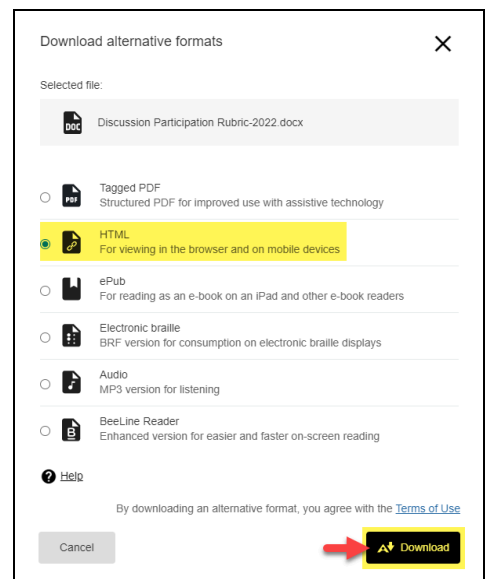 Download alternative formats
Selected file:
DOC
Discussion Participation Rubric-2022.docx
PDF
Tagged PDF
Structured PDF for improved use with assistive technology
HTML
For viewing in the browser and on mobile devices
ePub
For reading as an e-book on an iPad and other e-book readers
Electronic braille
BRF version for consumption on electronic braille displays
Audio
MP3 version for listening
B
BeeLine Reader
Enhanced version for easier and faster on-screen reading
? Help
By downloading an alternative format, you agree with the Terms of Use
Cancel
A Download